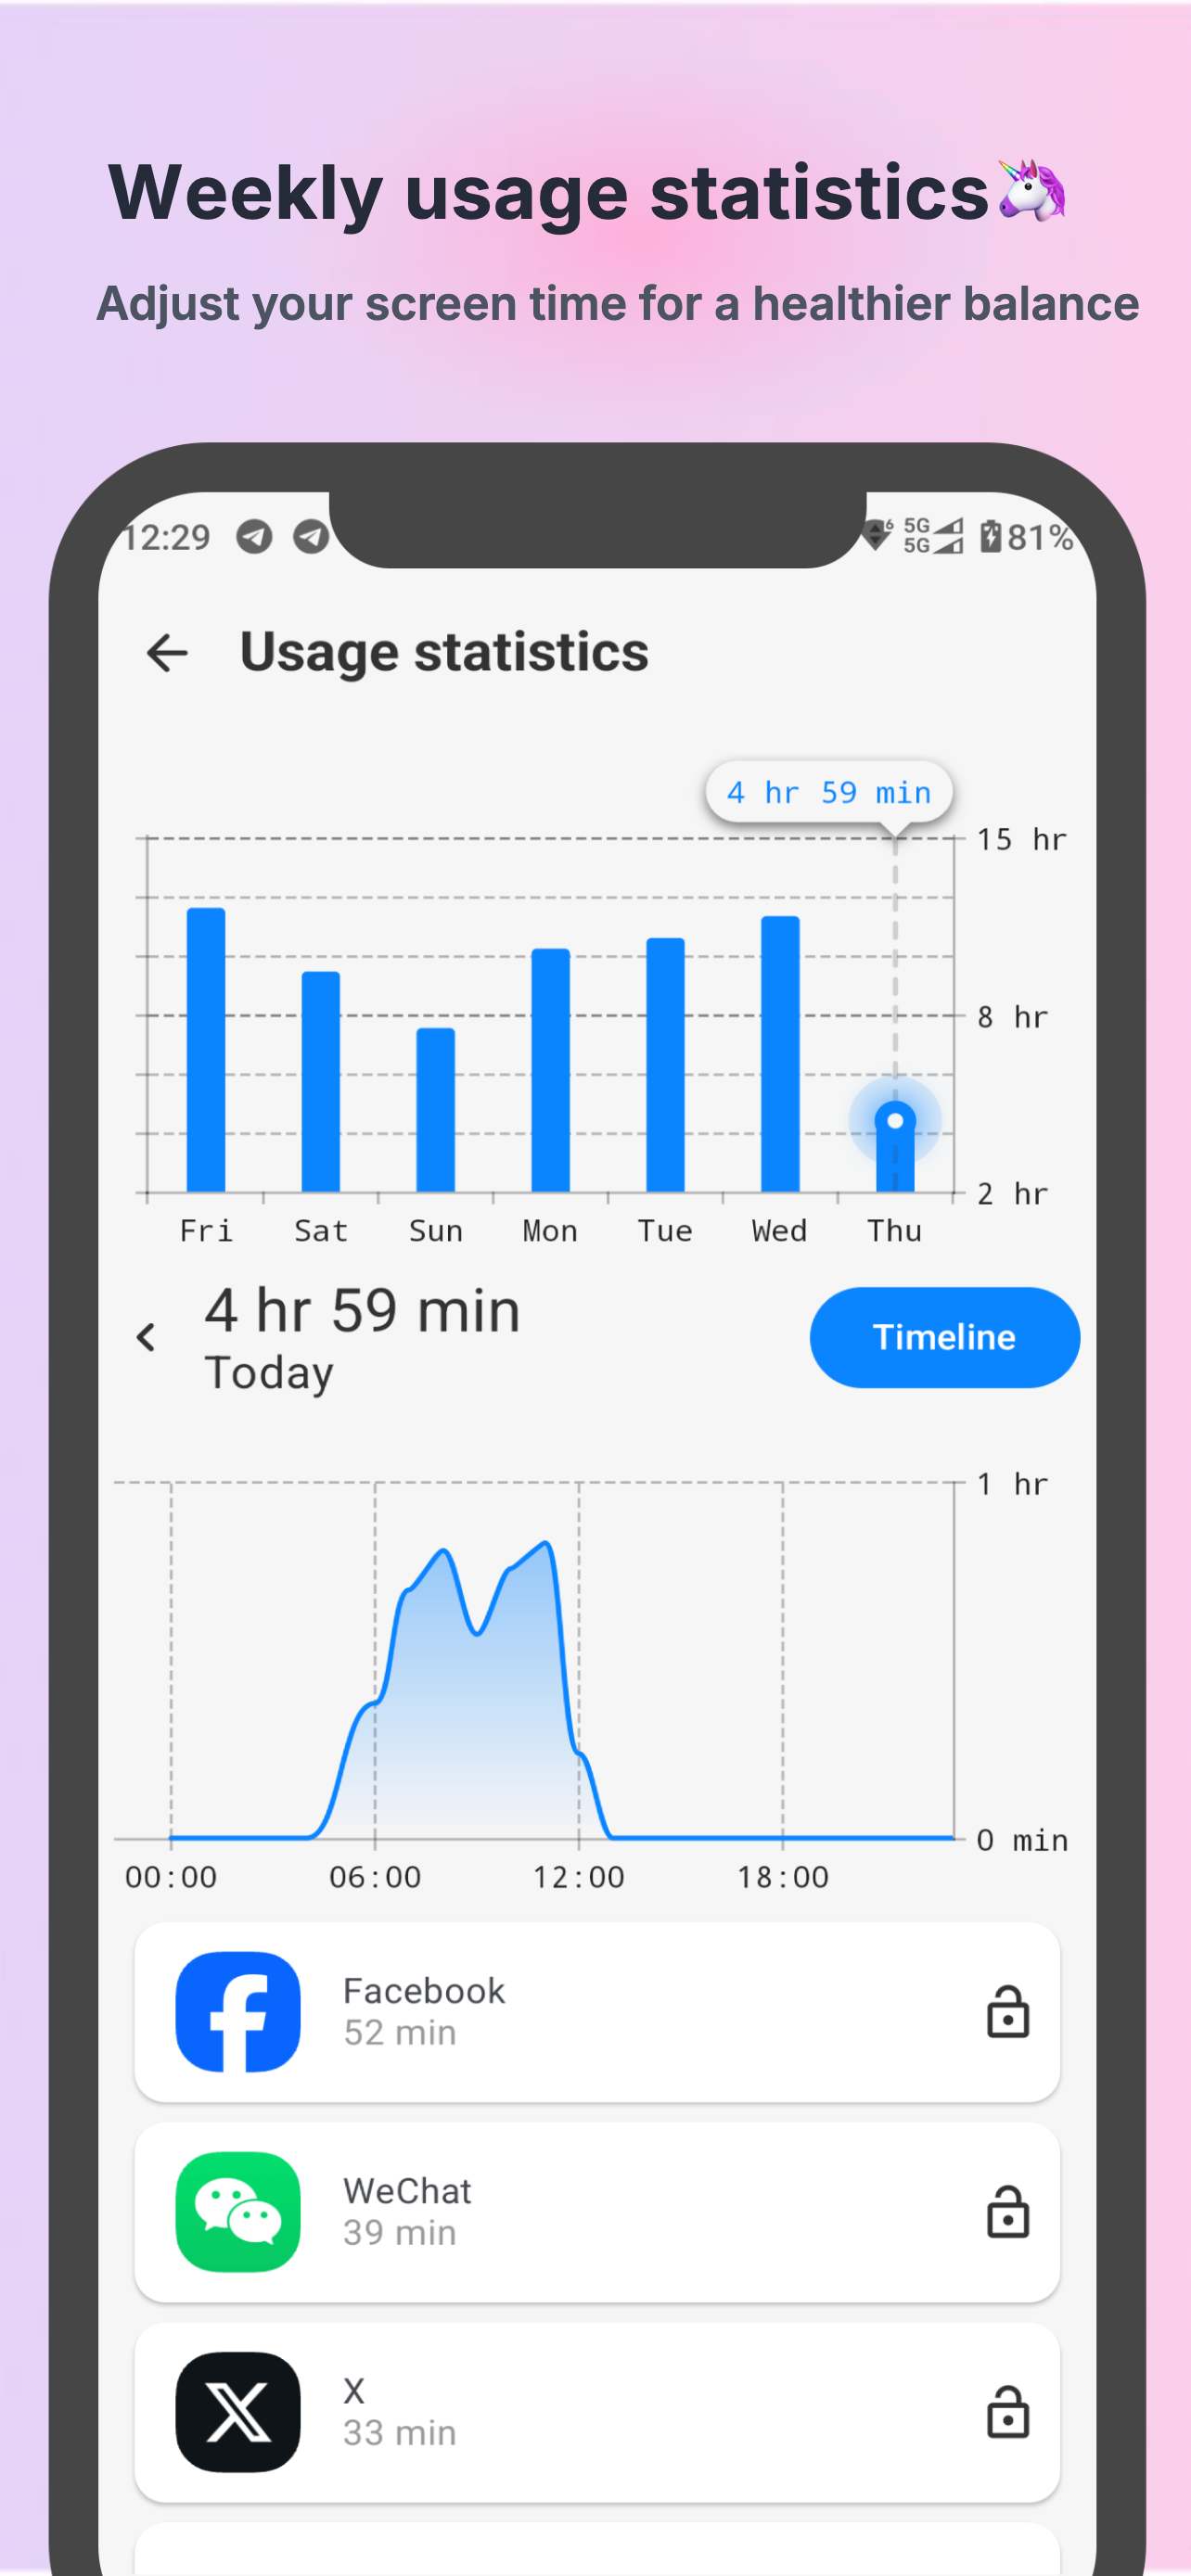 Weekly usage statistics🦄
Adjust your screen time for a healthier balance
12:29
6
5G
5G
81%
Usage statistics
4 hr 59 min
15 hr
8 hr
2 hr
Fri Sat Sun Mon Tue Wed Thu
4 hr 59 min
Today
Timeline
1 hr
0 min
00:00 06:00 12:00 18:00
Facebook
52 min
WeChat
39 min
X
33 min